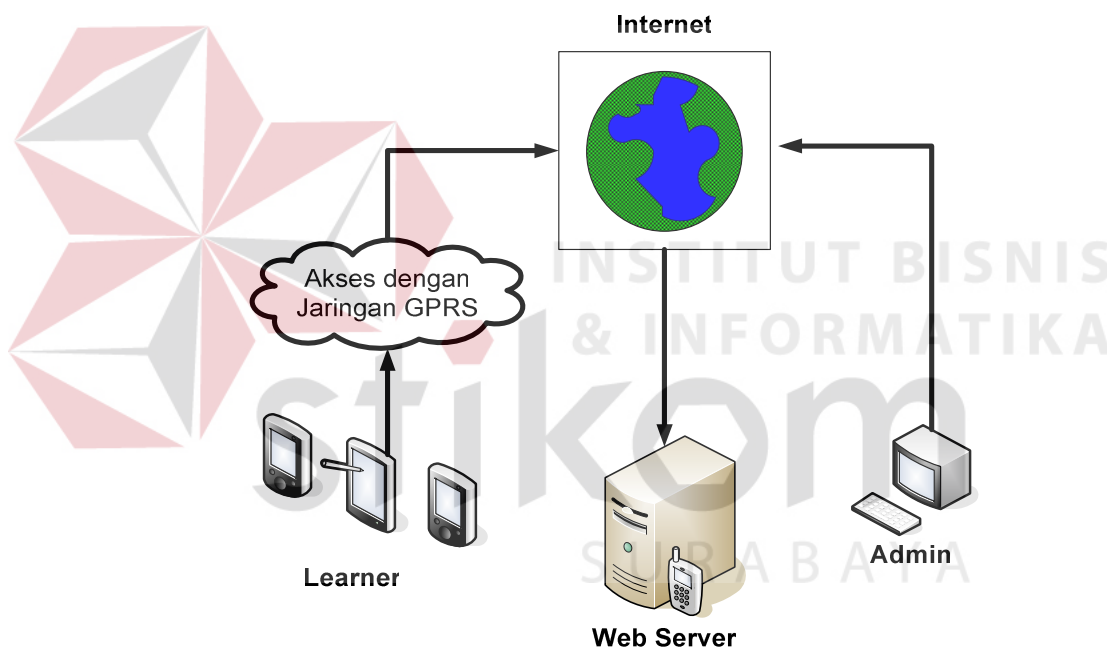 Internet
Akses dengan
Jaringan GPRS
INSTITUT BISNIS
& INFORMATIKA
stikom
SURABAYA
Learner
Web Server
Admin